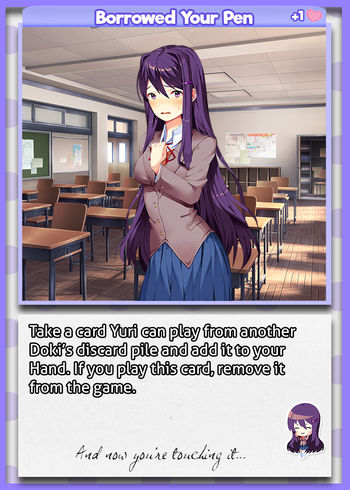 Borrowed Your Pen
+1
Take a card Yuri can play from another
Doki's discard pile and add it to your
Hand. If you play this card, remove it
from the game.
And now you're touching it...